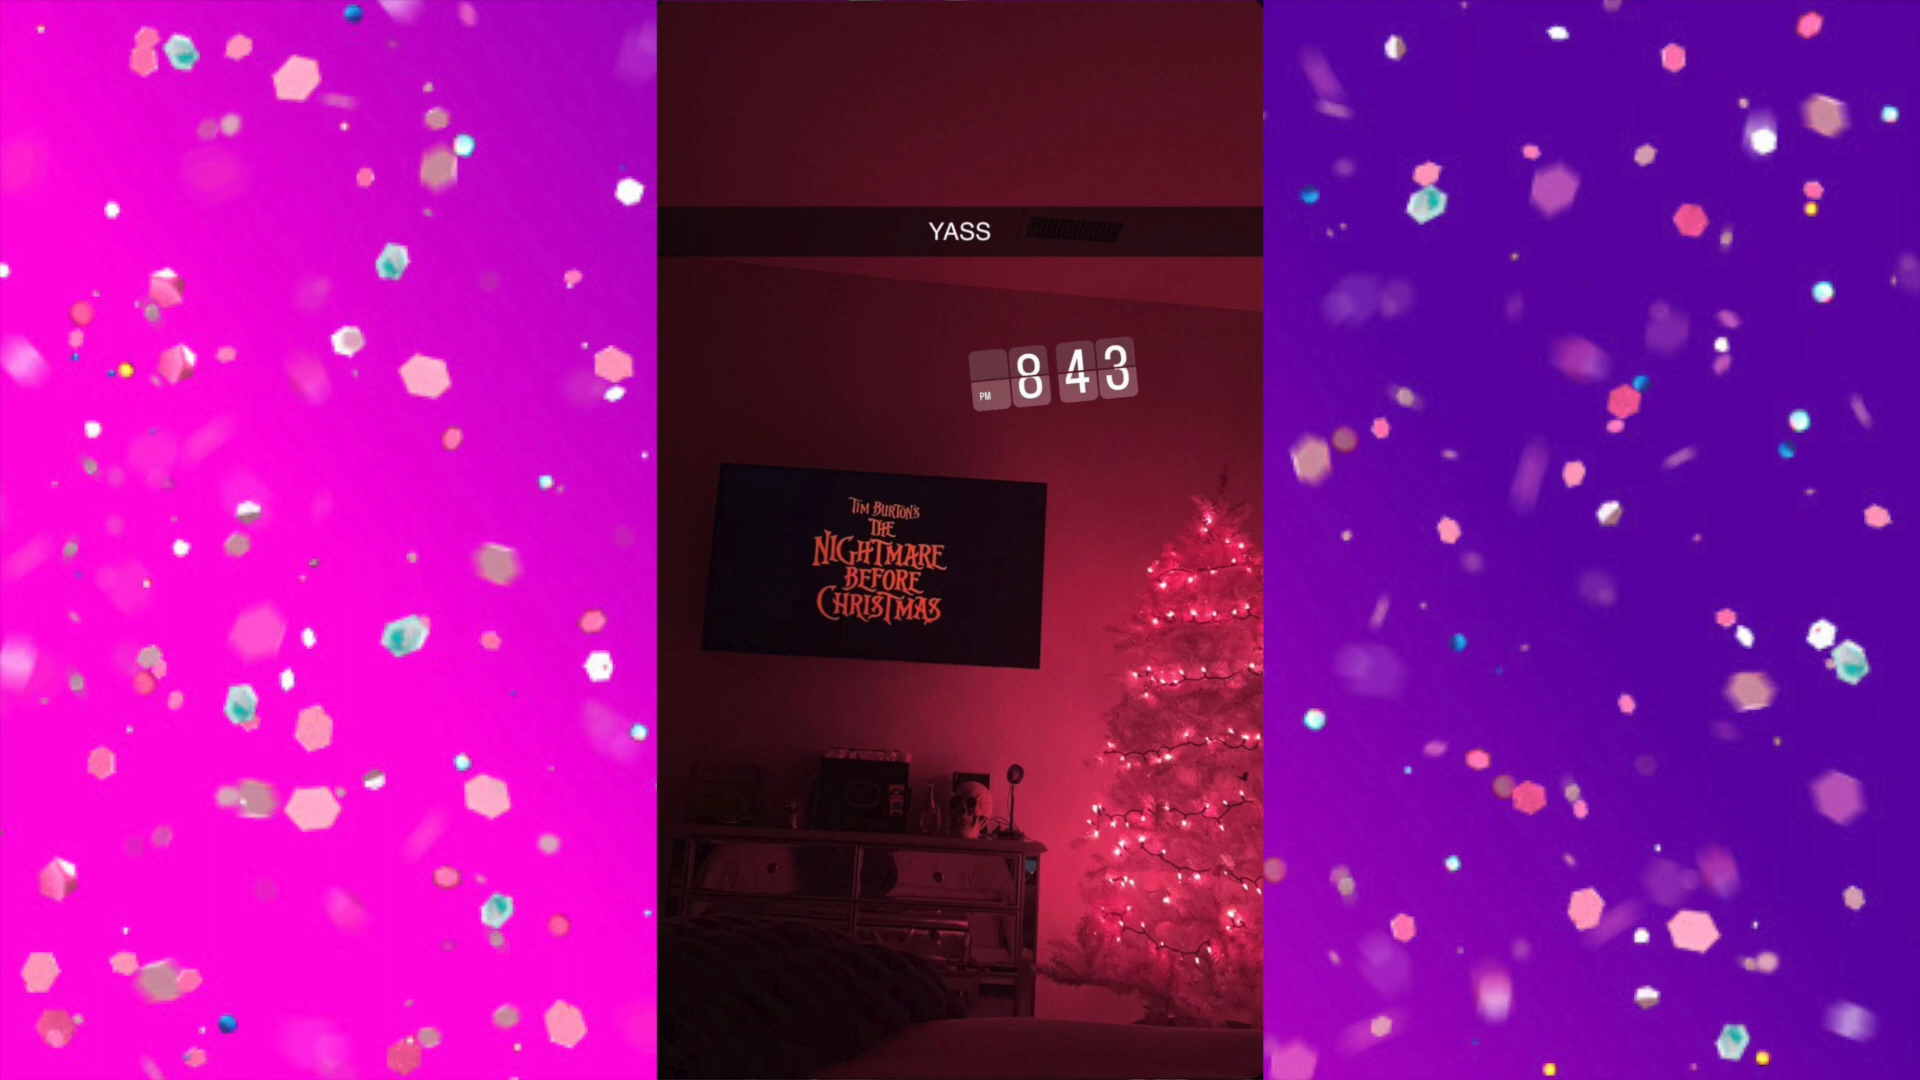 YASS
PM 8 43
TIM BURTON'S
THE
NIGHTMARE
BEFORE
CHRISTMAS